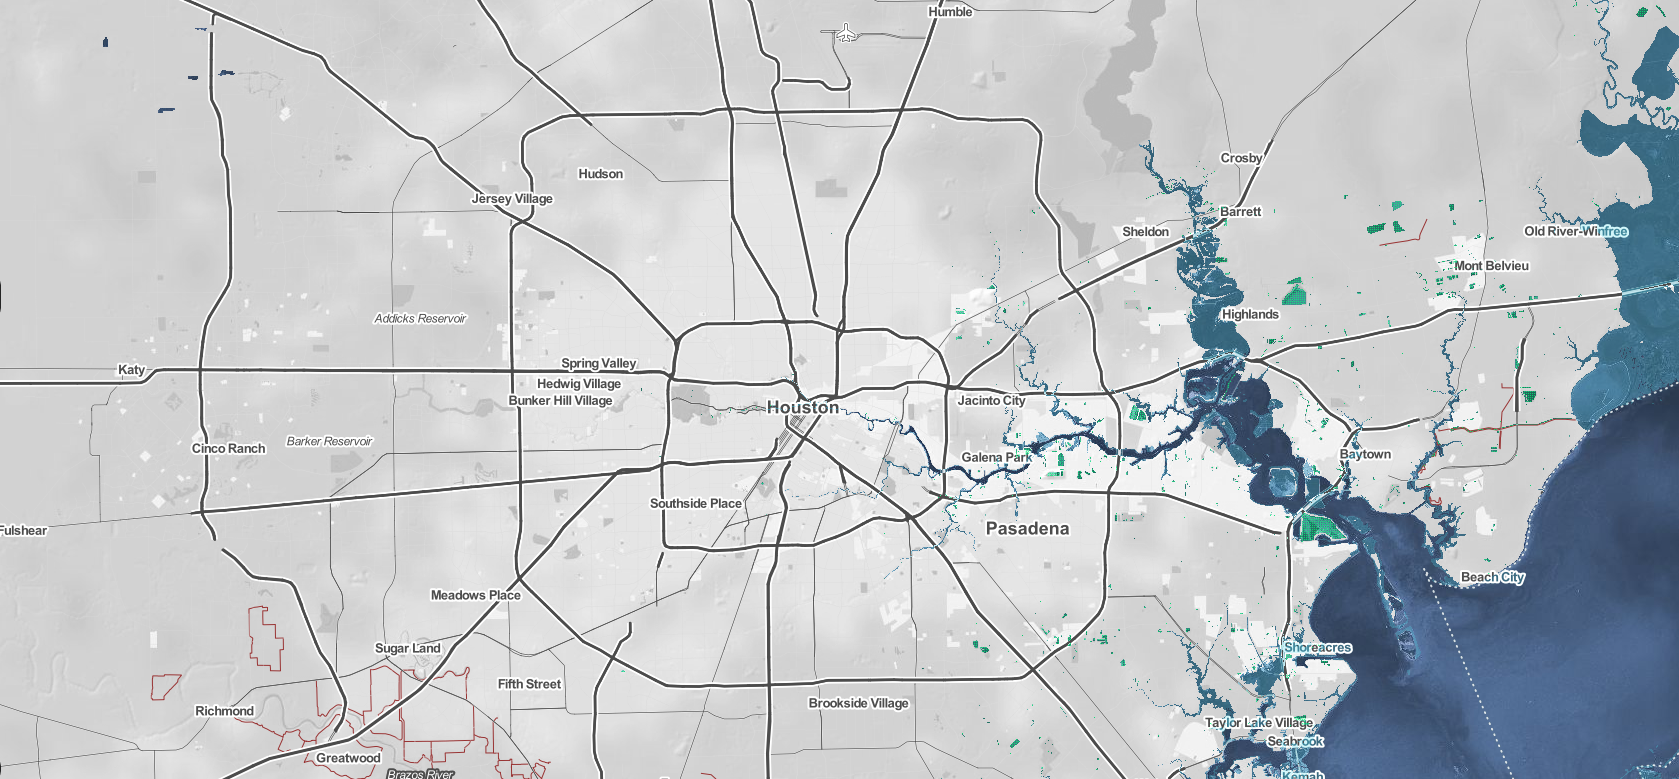 Humble
Crosby
Hudson
Jersey Village
Barrett
Sheldon
Old River-Winfree
Mont Belvieu
Addicks Reservoir
Highlands
Spring Valley
Katy
Hedwig Village
Bunker Hill Village
Jacinto City
Houston
Barker Reservoir
Cinco Ranch
Galena Park
Baytown
Southside Place
Fulshear
Pasadena
Beach City
Meadows Place
Sugar Land
Shoreacres
Fifth Street
Brookside Village
Richmond
Taylor Lake Village
Seabrook
Greatwood
Brazos River
Kemah